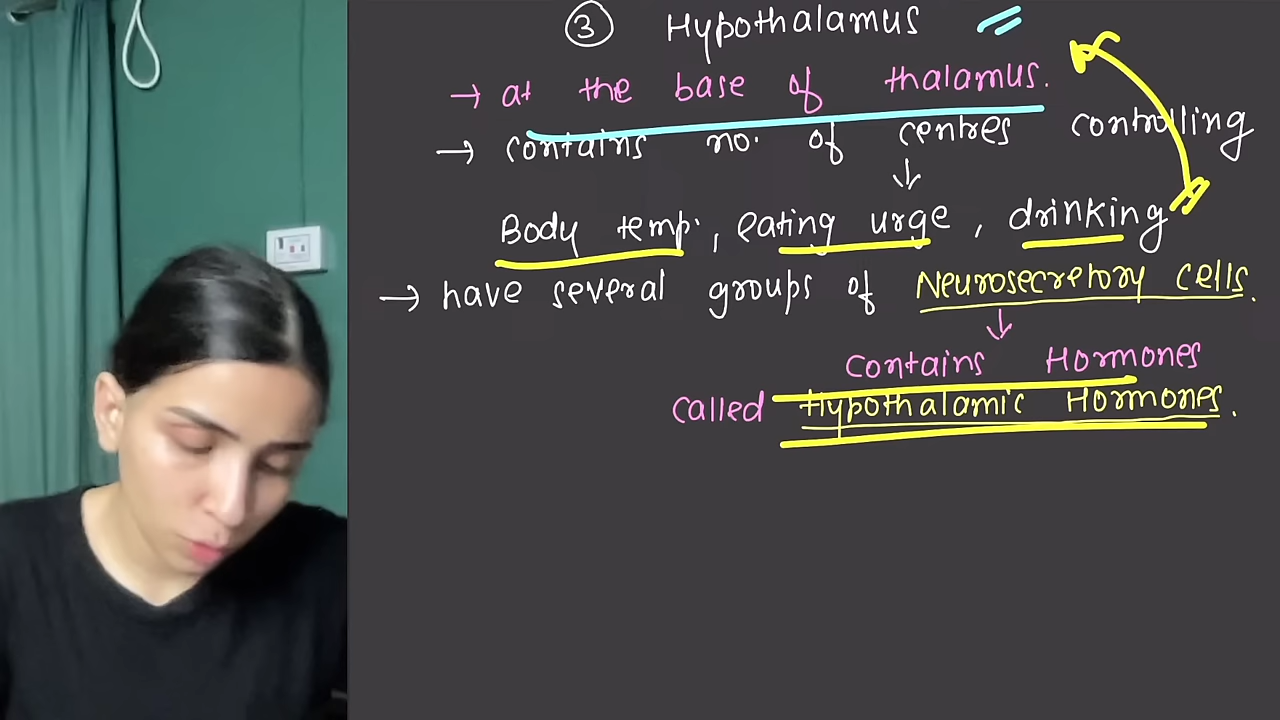 ③ Hypothalamus
→ at the base of thalamus.
→ contains no. of centres controlling
↓
Body temp., eating urge, drinking
→ have several groups of Neurosecretory cells.
↓
Contains Hormones
called Hypothalamic Hormones.